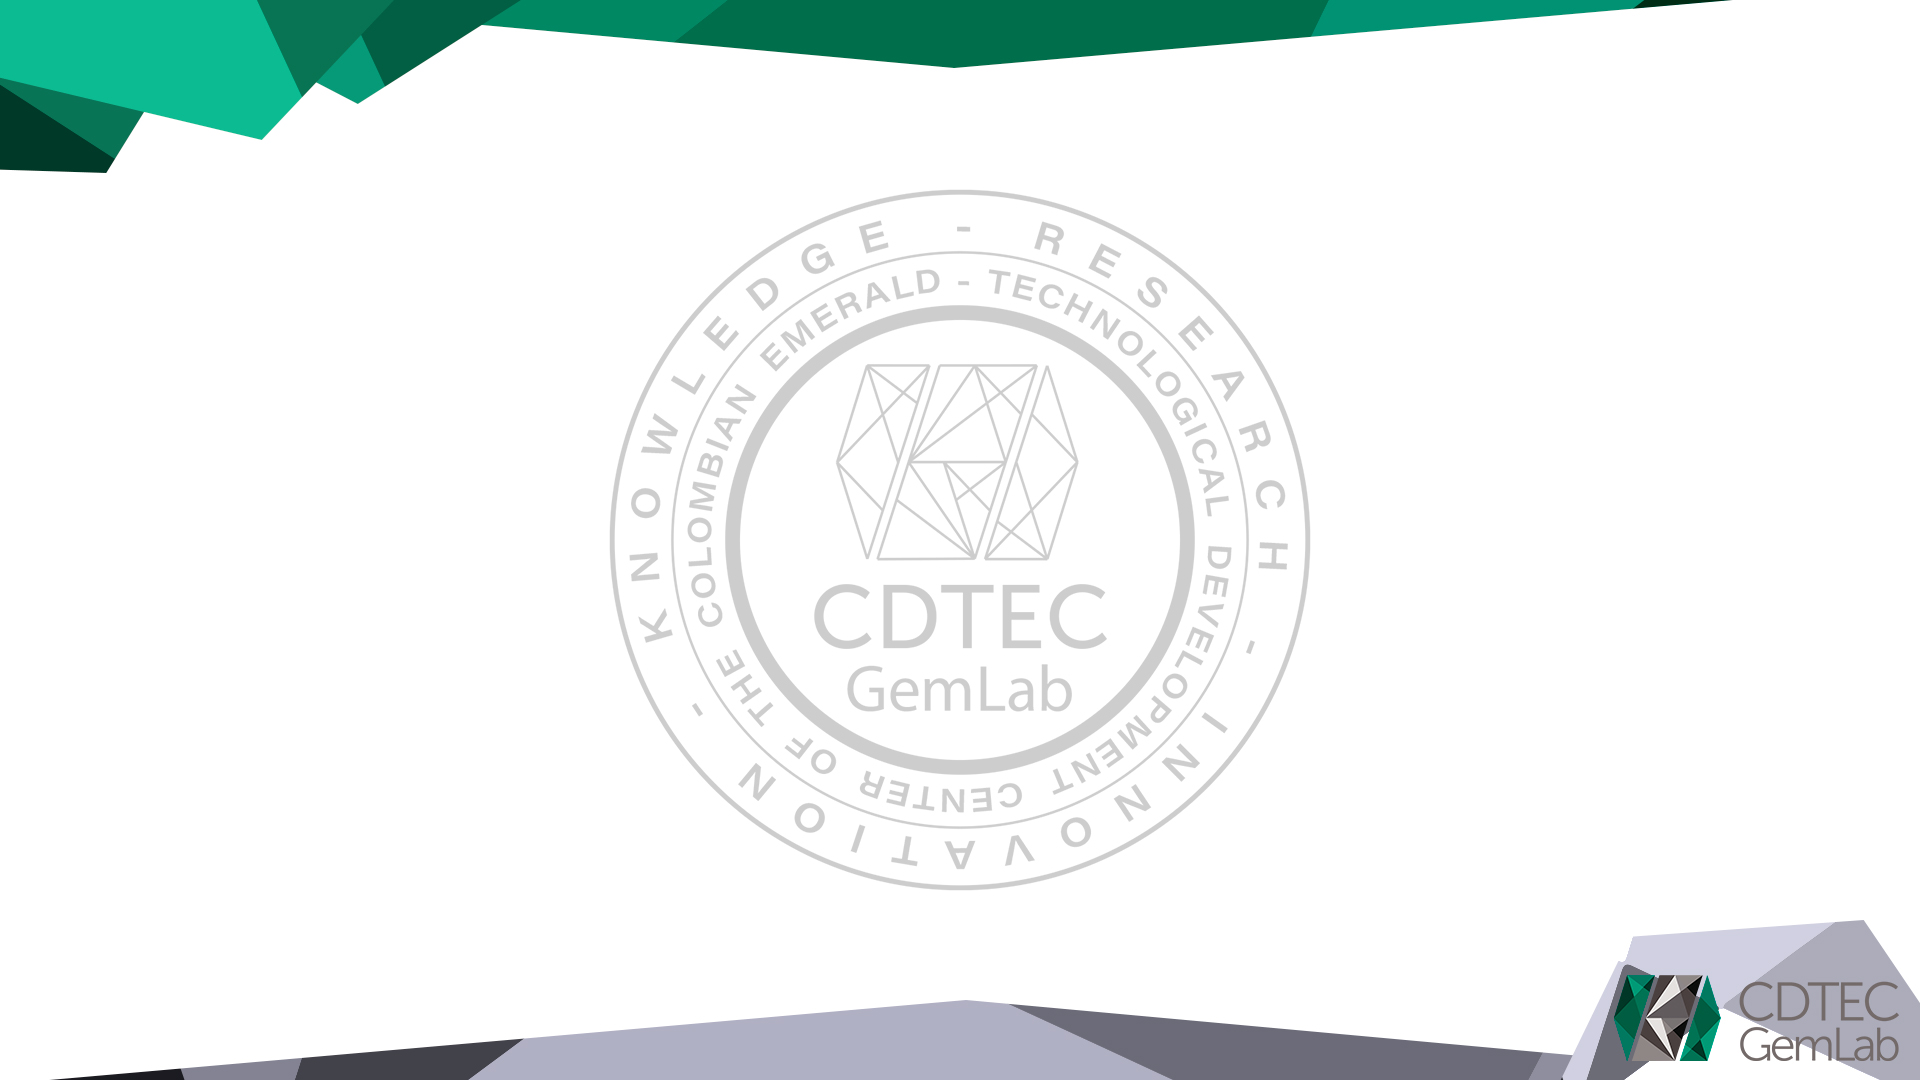 KNOWLEDGE - RESEARCH - INNOVATION -
COLOMBIAN EMERALD - TECHNOLOGICAL DEVELOPMENT CENTER OF THE
CDTEC
GemLab
CDTEC
GemLab